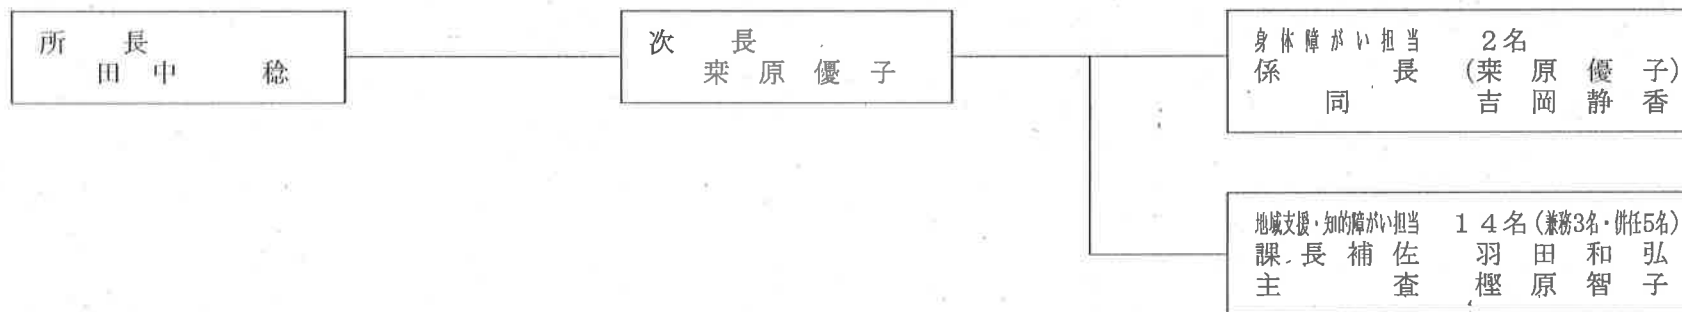 所長
田中 稔
次長
栞原優子
身体障がい担当 2名
係長 (栞原優子)
同 吉岡静香
地域支援・知的障がい担当 14名(兼務3名・併任5名)
課長補佐 羽田和弘
主査 樫原智子